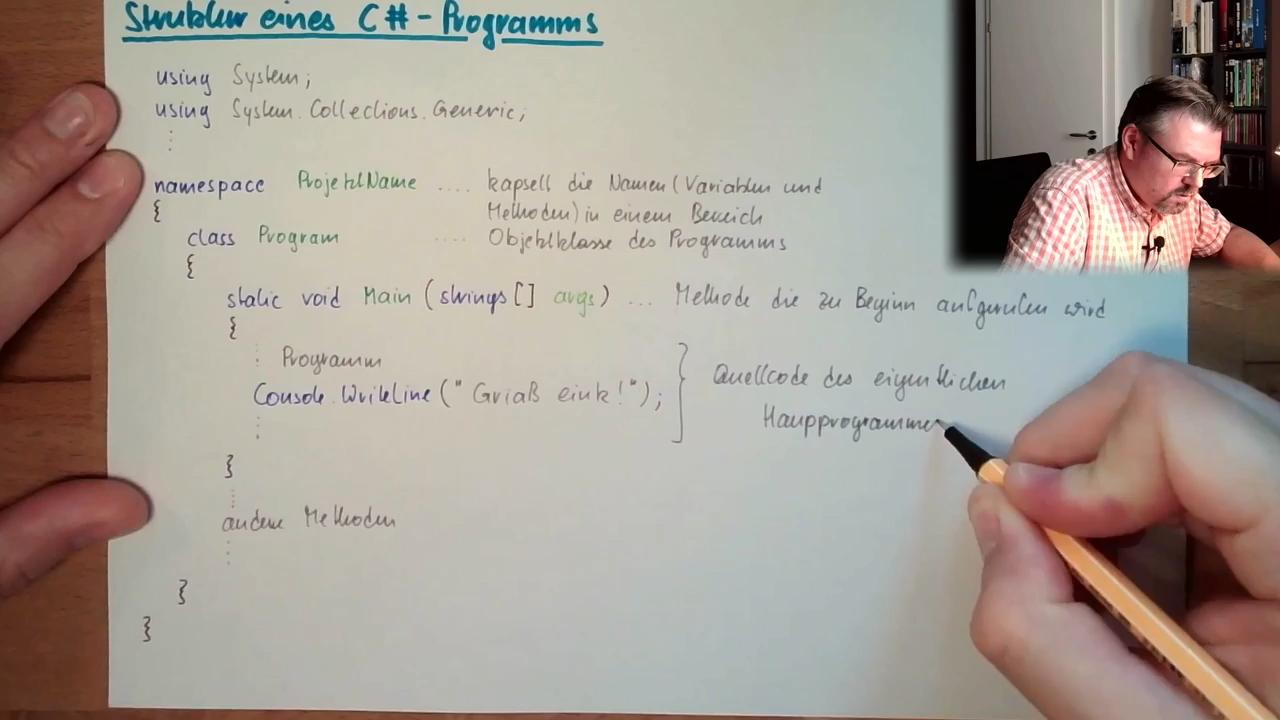 Struktur eines C#-Programms
using System;
using System.Collections.Generic;
namespace ProjektName .... kapselt die Namen (Variablen und
Methoden) in einem Bereich
{
class Program .... Objektklasse des Programms
{
static void Main (strings[] args) ... Methode die zu Beginn aufgerufen wird
{
Programm
Console.WriteLine("Griaß eink!"); } Quellcode des eigentlichen
Haupprogrammes
}
andere Methoden
}
}